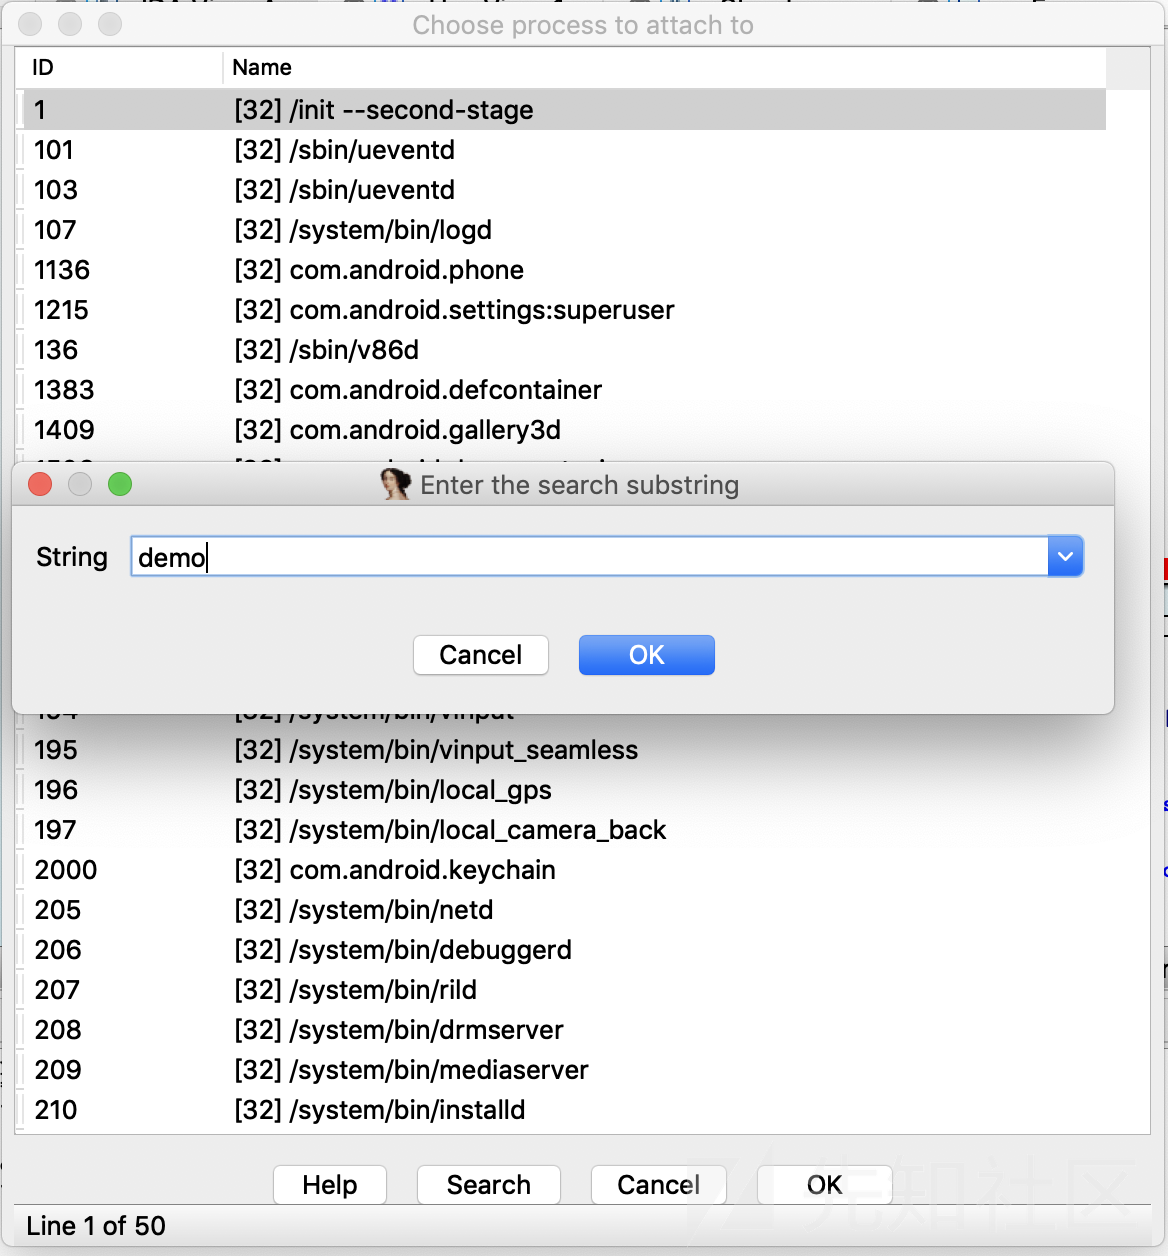 Choose process to attach to
ID Name
1 [32] /init --second-stage
101 [32] /sbin/ueventd
103 [32] /sbin/ueventd
107 [32] /system/bin/logd
1136 [32] com.android.phone
1215 [32] com.android.settings:superuser
136 [32] /sbin/v86d
1383 [32] com.android.defcontainer
1409 [32] com.android.gallery3d
Enter the search substring
String demo
Cancel OK
194 [32] /system/bin/vinput
195 [32] /system/bin/vinput_seamless
196 [32] /system/bin/local_gps
197 [32] /system/bin/local_camera_back
2000 [32] com.android.keychain
205 [32] /system/bin/netd
206 [32] /system/bin/debuggerd
207 [32] /system/bin/rild
208 [32] /system/bin/drmserver
209 [32] /system/bin/mediaserver
210 [32] /system/bin/installd
Help Search Cancel OK
先知社区
Line 1 of 50